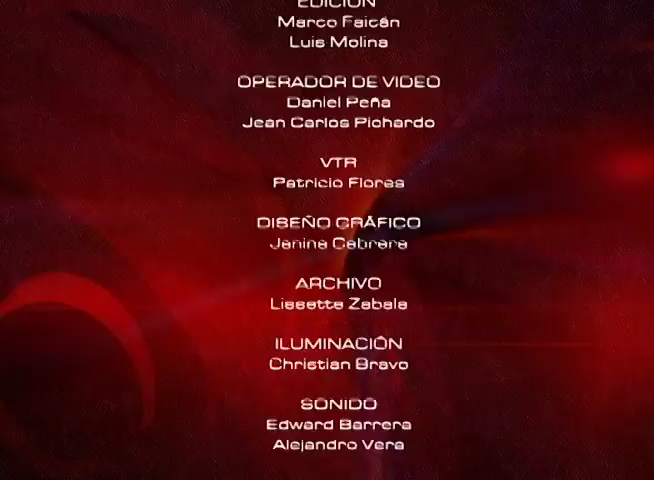 EDICIÓN
Marco Faicán
Luis Molina
OPERADOR DE VIDEO
Daniel Peña
Jean Carlos Pichardo
VTR
Patricio Flores
DISEÑO GRÁFICO
Janina Cabrera
ARCHIVO
Lissette Zabala
ILUMINACIÓN
Christian Bravo
SONIDO
Edward Barrera
Alejandro Vera